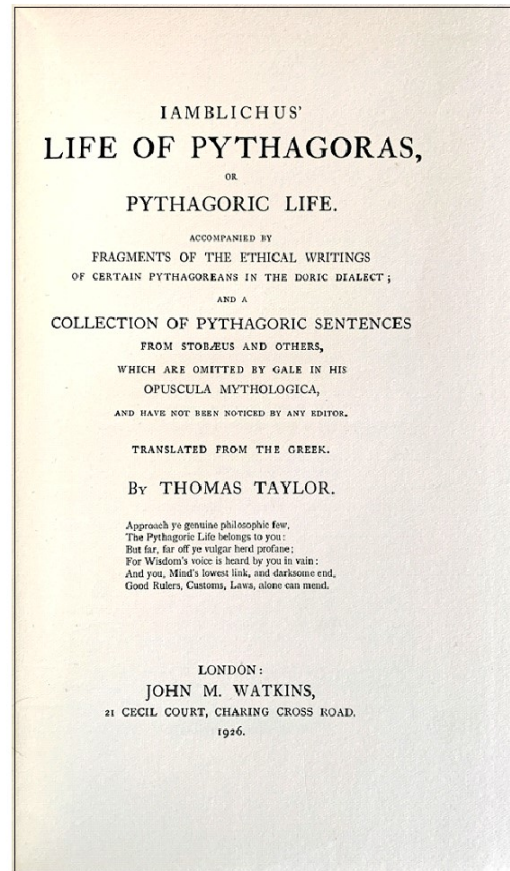 IAMBLICHUS'
LIFE OF PYTHAGORAS,
OR
PYTHAGORIC LIFE.
ACCOMPANIED BY
FRAGMENTS OF THE ETHICAL WRITINGS
OF CERTAIN PYTHAGOREANS IN THE DORIC DIALECT;
AND A
COLLECTION OF PYTHAGORIC SENTENCES
FROM STOBÆUS AND OTHERS,
WHICH ARE OMITTED BY GALE IN HIS
OPUSCULA MYTHOLOGICA,
AND HAVE NOT BEEN NOTICED BY ANY EDITOR.
TRANSLATED FROM THE GREEK.
BY THOMAS TAYLOR.
Approach ye genuine philosophic few,
The Pythagoric Life belongs to you:
But far, far off ye vulgar herd profane;
For Wisdom's voice is heard by you in vain:
And you, Mind's lowest link, and darksome end,
Good Rulers, Customs, Laws, alone can mend.
LONDON:
JOHN M. WATKINS,
21 CECIL COURT, CHARING CROSS ROAD.
1926.